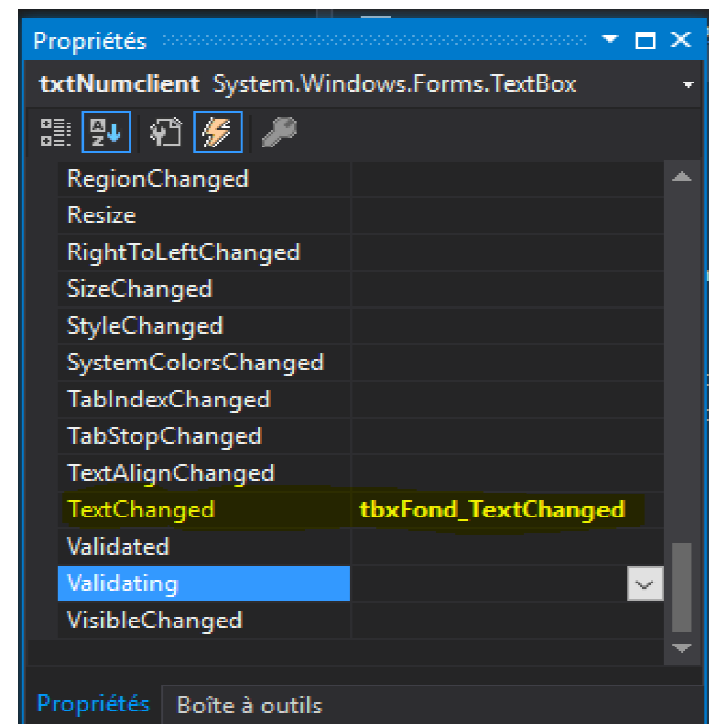 Propriétés
txtNumclient System.Windows.Forms.TextBox
RegionChanged
Resize
RightToLeftChanged
SizeChanged
StyleChanged
SystemColorsChanged
TabIndexChanged
TabStopChanged
TextAlignChanged
TextChanged tbxFond_TextChanged
Validated
Validating
VisibleChanged
Propriétés Boîte à outils